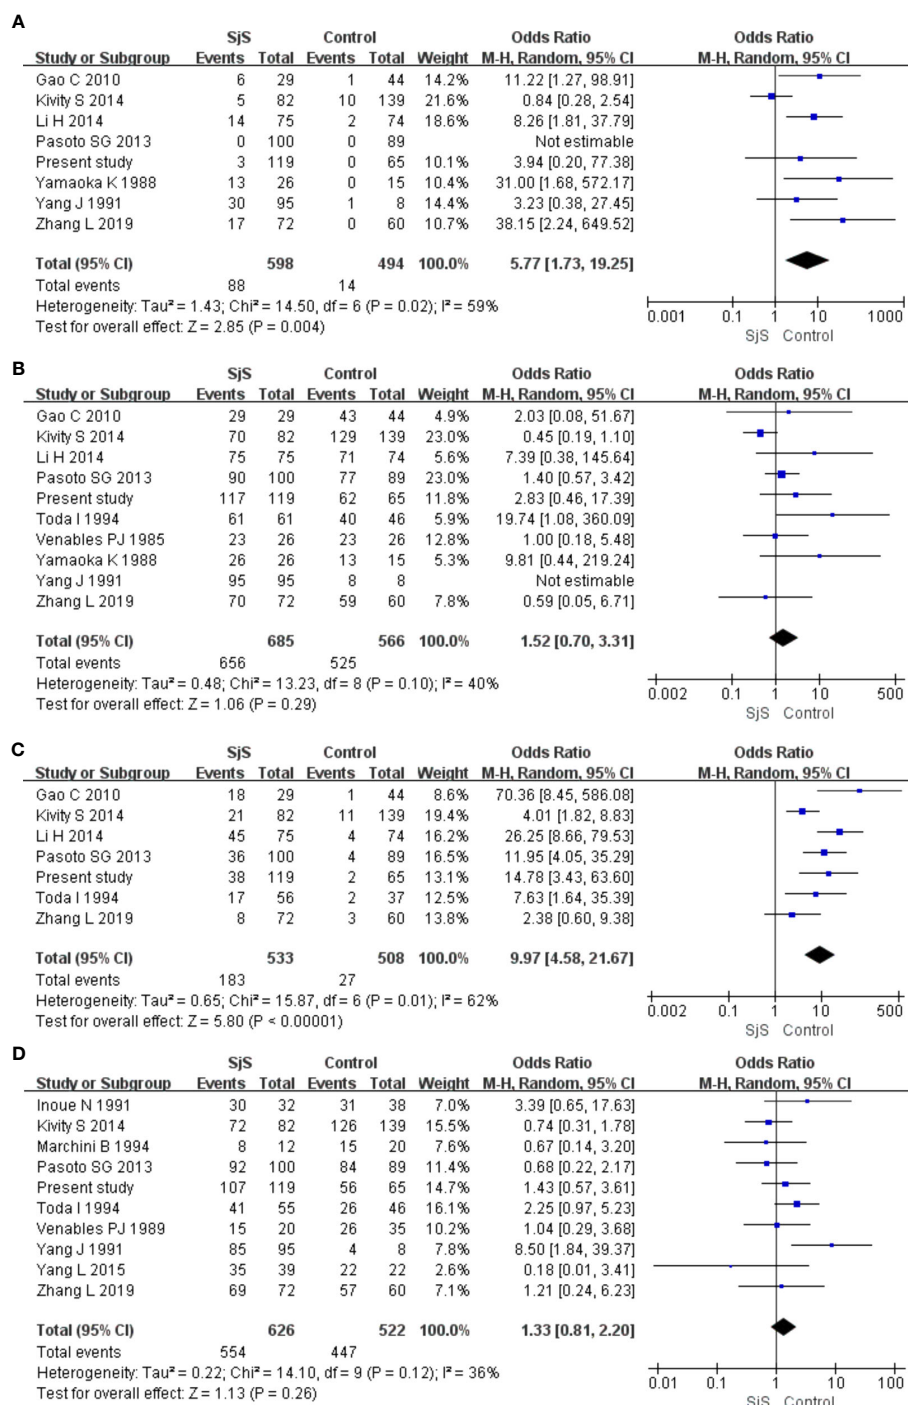 A
SjS Control Odds Ratio Odds Ratio
Study or Subgroup Events Total Events Total Weight M-H, Random, 95% CI M-H, Random, 95% CI
Gao C 2010 6 29 1 44 14.2% 11.22 [1.27, 98.91]
Kivity S 2014 5 82 10 139 21.6% 0.84 [0.28, 2.54]
Li H 2014 14 75 2 74 18.6% 8.26 [1.81, 37.79]
Pasoto SG 2013 0 100 0 89 Not estimable
Present study 3 119 0 65 10.1% 3.94 [0.20, 77.38]
Yamaoka K 1988 13 26 0 15 10.4% 31.00 [1.68, 572.17]
Yang J 1991 30 95 1 8 14.4% 3.23 [0.38, 27.45]
Zhang L 2019 17 72 0 60 10.7% 38.15 [2.24, 649.52]
Total (95% CI) 598 494 100.0% 5.77 [1.73, 19.25]
Total events 88 14
Heterogeneity: Tau² = 1.43; Chi² = 14.50, df = 6 (P = 0.02); I² = 59%
Test for overall effect: Z = 2.85 (P = 0.004)
0.001 0.1 1 10 1000
SjS Control
B
SjS Control Odds Ratio Odds Ratio
Study or Subgroup Events Total Events Total Weight M-H, Random, 95% CI M-H, Random, 95% CI
Gao C 2010 29 29 43 44 4.9% 2.03 [0.08, 51.67]
Kivity S 2014 70 82 129 139 23.0% 0.45 [0.19, 1.10]
Li H 2014 75 75 71 74 5.6% 7.39 [0.38, 145.64]
Pasoto SG 2013 90 100 77 89 24.0% 1.40 [0.57, 3.42]
Present study 117 119 62 65 11.8% 2.83 [0.46, 17.39]
Toda I 1994 61 61 40 46 5.9% 19.74 [1.08, 360.09]
Venables PJ 1985 23 26 23 26 12.8% 1.00 [0.18, 5.48]
Yamaoka K 1988 26 26 13 15 5.3% 9.81 [0.44, 219.24]
Yang J 1991 95 95 8 8 Not estimable
Zhang L 2019 70 72 59 60 7.8% 0.59 [0.05, 6.71]
Total (95% CI) 685 566 100.0% 1.52 [0.70, 3.31]
Total events 656 525
Heterogeneity: Tau² = 0.48; Chi² = 13.23, df = 8 (P = 0.10); I² = 40%
Test for overall effect: Z = 1.06 (P = 0.29)
0.002 0.1 1 10 500
SjS Control
C
SjS Control Odds Ratio Odds Ratio
Study or Subgroup Events Total Events Total Weight M-H, Random, 95% CI M-H, Random, 95% CI
Gao C 2010 18 29 1 44 8.6% 70.36 [8.45, 586.08]
Kivity S 2014 21 82 11 139 19.4% 4.01 [1.82, 8.83]
Li H 2014 45 75 4 74 16.2% 26.25 [8.66, 79.53]
Pasoto SG 2013 36 100 4 89 16.5% 11.95 [4.05, 35.29]
Present study 38 119 2 65 13.1% 14.78 [3.43, 63.60]
Toda I 1994 17 56 2 37 12.5% 7.63 [1.64, 35.39]
Zhang L 2019 8 72 3 60 13.8% 2.38 [0.60, 9.38]
Total (95% CI) 533 508 100.0% 9.97 [4.58, 21.67]
Total events 183 27
Heterogeneity: Tau² = 0.65; Chi² = 15.87, df = 6 (P = 0.01); I² = 62%
Test for overall effect: Z = 5.80 (P < 0.00001)
0.002 0.1 1 10 500
SjS Control
D
SjS Control Odds Ratio Odds Ratio
Study or Subgroup Events Total Events Total Weight M-H, Random, 95% CI M-H, Random, 95% CI
Inoue N 1991 30 32 31 38 7.0% 3.39 [0.65, 17.63]
Kivity S 2014 72 82 126 139 15.5% 0.74 [0.31, 1.78]
Marchini B 1994 8 12 15 20 7.6% 0.67 [0.14, 3.20]
Pasoto SG 2013 92 100 84 89 11.4% 0.68 [0.22, 2.17]
Present study 107 119 56 65 14.7% 1.43 [0.57, 3.61]
Toda I 1994 41 55 26 46 16.1% 2.25 [0.97, 5.23]
Venables PJ 1989 15 20 26 35 10.2% 1.04 [0.29, 3.68]
Yang J 1991 85 95 4 8 7.8% 8.50 [1.84, 39.37]
Yang L 2015 35 39 22 22 2.6% 0.18 [0.01, 3.41]
Zhang L 2019 69 72 57 60 7.1% 1.21 [0.24, 6.23]
Total (95% CI) 626 522 100.0% 1.33 [0.81, 2.20]
Total events 554 447
Heterogeneity: Tau² = 0.22; Chi² = 14.10, df = 9 (P = 0.12); I² = 36%
Test for overall effect: Z = 1.13 (P = 0.26)
0.01 0.1 1 10 100
SjS Control